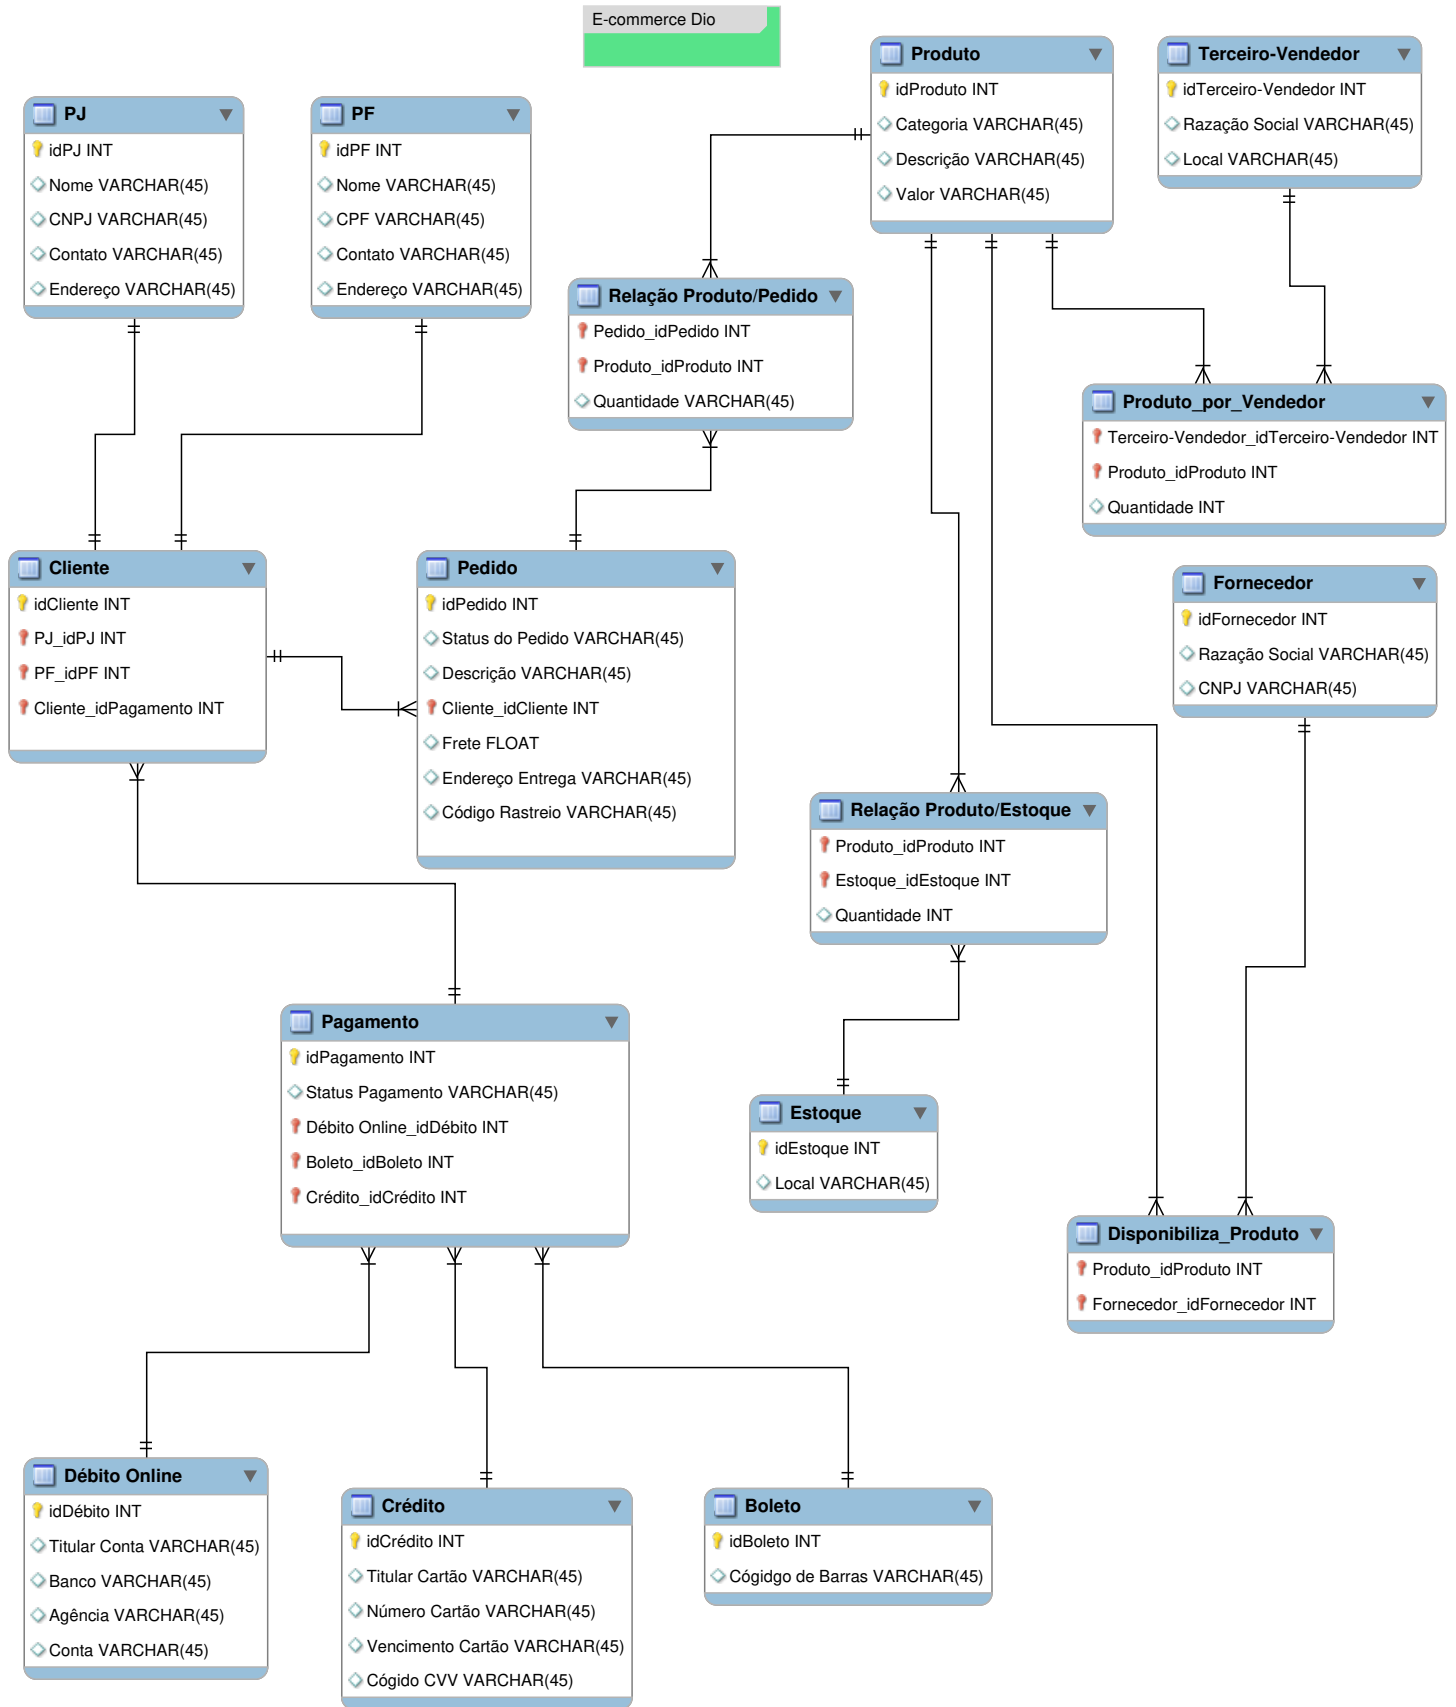 E-commerce Dio
Produto
idProduto INT
Categoria VARCHAR(45)
Descrição VARCHAR(45)
Valor VARCHAR(45)
Terceiro-Vendedor
idTerceiro-Vendedor INT
Razação Social VARCHAR(45)
Local VARCHAR(45)
PJ
idPJ INT
Nome VARCHAR(45)
CNPJ VARCHAR(45)
Contato VARCHAR(45)
Endereço VARCHAR(45)
PF
idPF INT
Nome VARCHAR(45)
CPF VARCHAR(45)
Contato VARCHAR(45)
Endereço VARCHAR(45)
Relação Produto/Pedido
Pedido_idPedido INT
Produto_idProduto INT
Quantidade VARCHAR(45)
Produto_por_Vendedor
Terceiro-Vendedor_idTerceiro-Vendedor INT
Produto_idProduto INT
Quantidade INT
Cliente
idCliente INT
PJ_idPJ INT
PF_idPF INT
Cliente_idPagamento INT
Pedido
idPedido INT
Status do Pedido VARCHAR(45)
Descrição VARCHAR(45)
Cliente_idCliente INT
Frete FLOAT
Endereço Entrega VARCHAR(45)
Código Rastreio VARCHAR(45)
Fornecedor
idFornecedor INT
Razação Social VARCHAR(45)
CNPJ VARCHAR(45)
Relação Produto/Estoque
Produto_idProduto INT
Estoque_idEstoque INT
Quantidade INT
Pagamento
idPagamento INT
Status Pagamento VARCHAR(45)
Débito Online_idDébito INT
Boleto_idBoleto INT
Crédito_idCrédito INT
Estoque
idEstoque INT
Local VARCHAR(45)
Disponibiliza_Produto
Produto_idProduto INT
Fornecedor_idFornecedor INT
Débito Online
idDébito INT
Titular Conta VARCHAR(45)
Banco VARCHAR(45)
Agência VARCHAR(45)
Conta VARCHAR(45)
Crédito
idCrédito INT
Titular Cartão VARCHAR(45)
Número Cartão VARCHAR(45)
Vencimento Cartão VARCHAR(45)
Cógido CVV VARCHAR(45)
Boleto
idBoleto INT
Cógidgo de Barras VARCHAR(45)